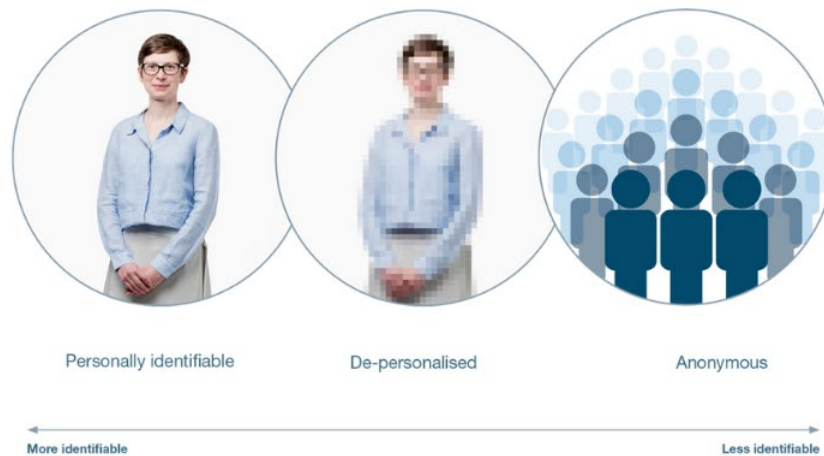 Personally identifiable
De-personalised
Anonymous
More identifiable
Less identifiable